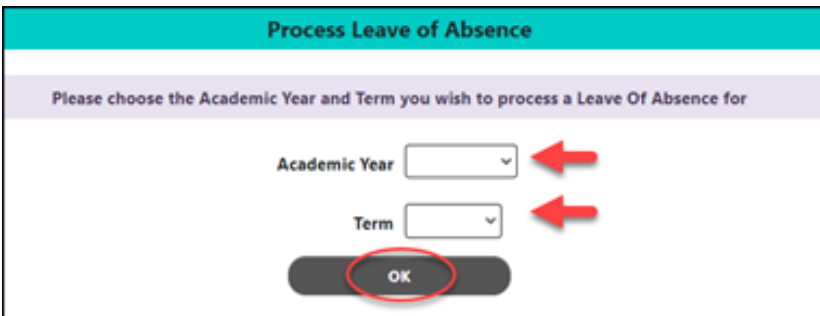 Process Leave of Absence
Please choose the Academic Year and Term you wish to process a Leave Of Absence for
Academic Year
Term
OK